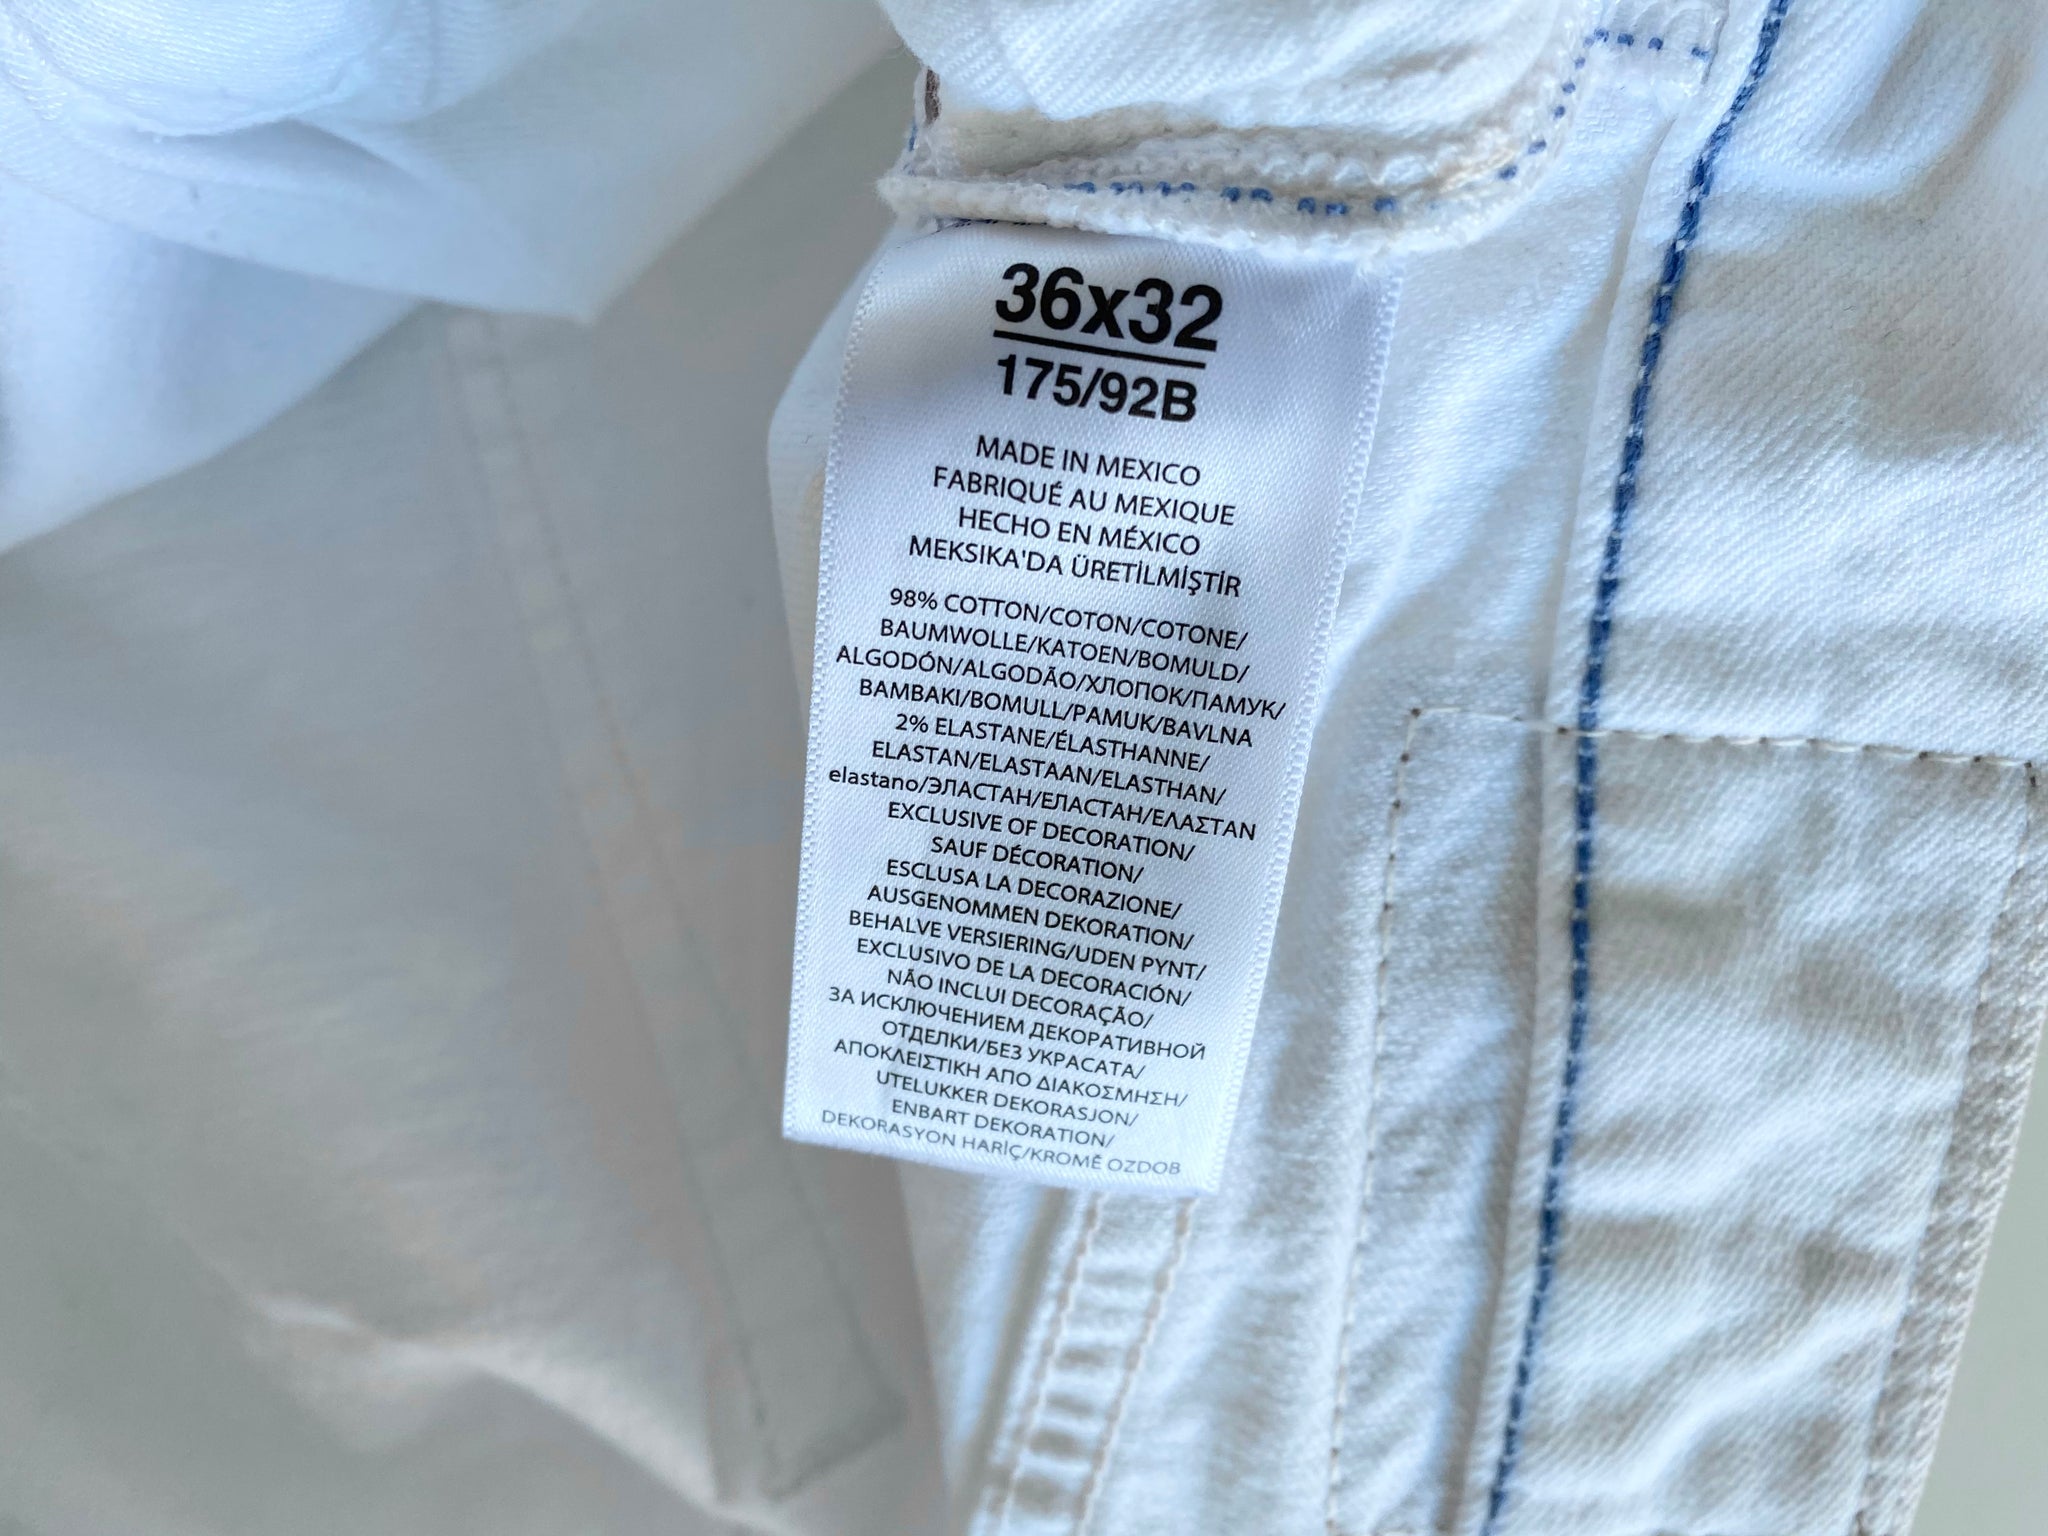 36x32
175/92B
MADE IN MEXICO
FABRIQUÉ AU MEXIQUE
HECHO EN MÉXICO
MEKSIKA'DA ÜRETİLMİŞTİR
98% COTTON/COTON/COTONE/
BAUMWOLLE/KATOEN/BOMULD/
ALGODÓN/ALGODÃO/ХЛОПОК/ПАМУК/
BAMBAKI/BOMULL/PAMUK/BAVLNA
2% ELASTANE/ÉLASTHANNE/
ELASTAN/ELASTAAN/ELASTHAN/
elastano/ЭЛАСТАН/ЕЛАСТАН/ΕΛΑΣΤΑΝ
EXCLUSIVE OF DECORATION/
SAUF DÉCORATION/
ESCLUSA LA DECORAZIONE/
AUSGENOMMEN DEKORATION/
BEHALVE VERSIERING/UDEN PYNT/
EXCLUSIVO DE LA DECORACIÓN/
NÃO INCLUI DECORAÇÃO/
ЗА ИСКЛЮЧЕНИЕМ ДЕКОРАТИВНОЙ
ОТДЕЛКИ/БЕЗ УКРАСАТА/
ΑΠΟΚΛΕΙΣΤΙΚΗ ΑΠΟ ΔΙΑΚΟΣΜΗΣΗ/
UTELUKKER DEKORASJON/
ENBART DEKORATION/
DEKORASYON HARİÇ/KROMĚ OZDOB